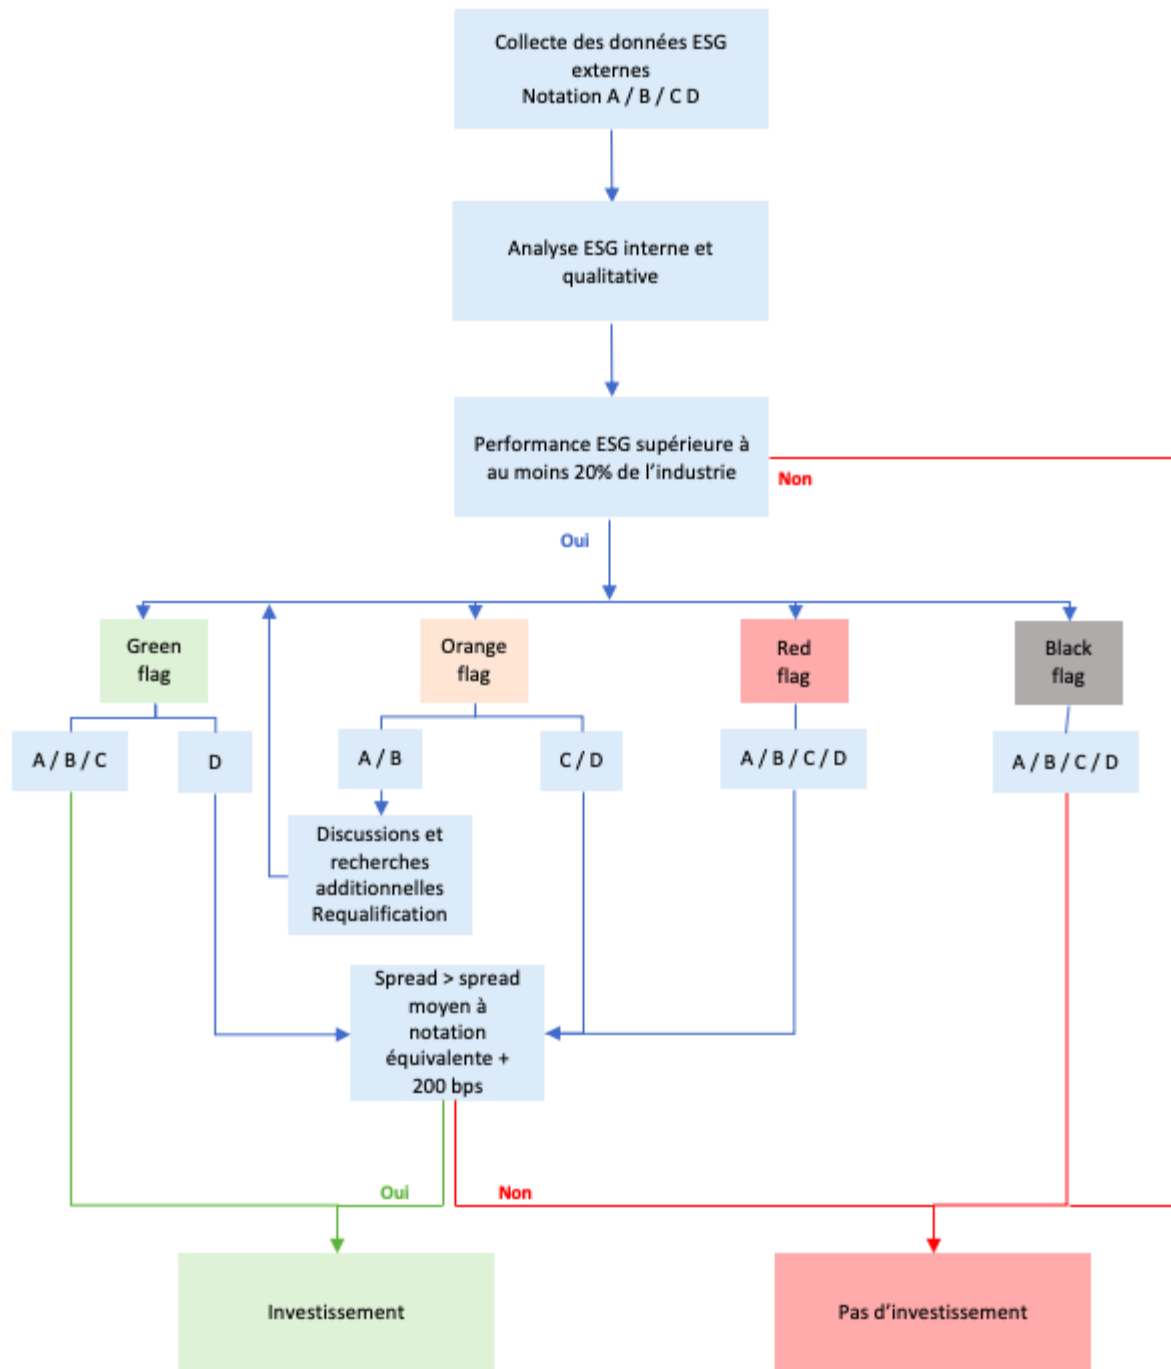 Collecte des données ESG
externes
Notation A / B / C D
Analyse ESG interne et
qualitative
Performance ESG supérieure à
au moins 20% de l'industrie
Non
Oui
Green
flag
Orange
flag
Red
flag
Black
flag
A / B / C
D
A / B
C / D
A / B / C / D
A / B / C / D
Discussions et
recherches
additionnelles
Requalification
Spread > spread
moyen à
notation
équivalente +
200 bps
Oui
Non
Investissement
Pas d'investissement